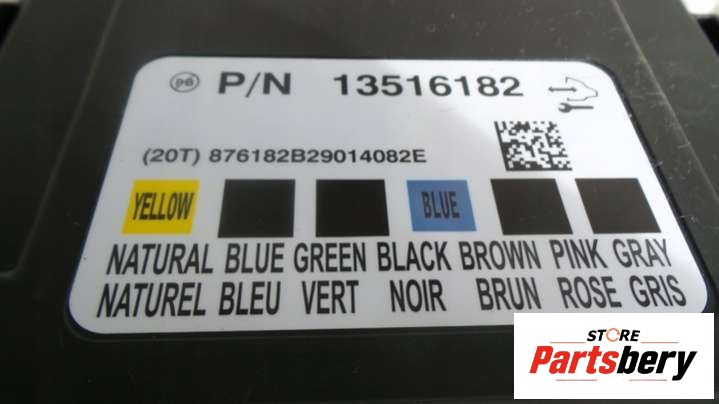 P/N 13516182
(20T) 876182B29014082E
YELLOW BLUE
NATURAL BLUE GREEN BLACK BROWN PINK GRAY
NATUREL BLEU VERT NOIR BRUN ROSE GRIS
STORE
Partsbery